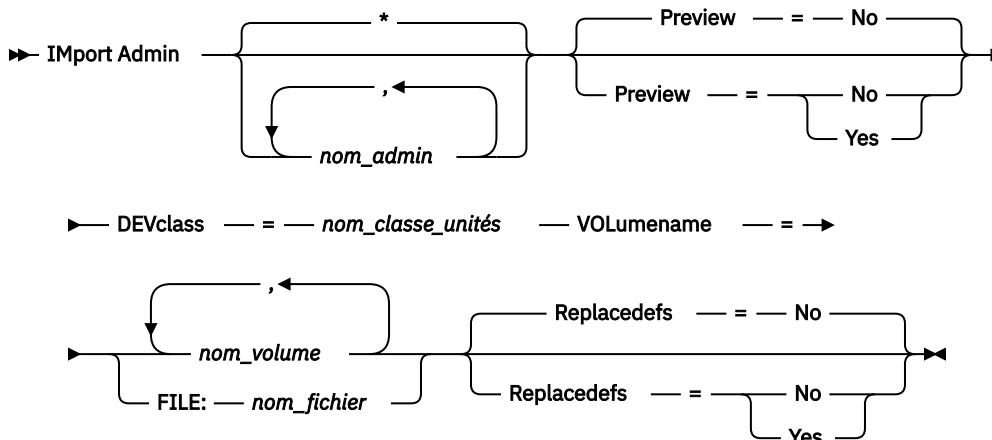 *
Preview = No
IMport Admin
,
Preview = No
Yes
nom_admin
DEVclass = nom_classe_unités VOLumename =
,
Replacedefs = No
nom_volume
FILE: nom_fichier
Replacedefs = No
Yes